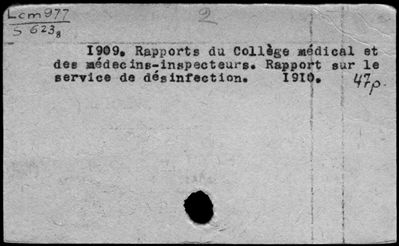 Lcm977
S 623₈
2
1909. Rapports du Collège médical et
des médecins-inspecteurs. Rapport sur le
service de désinfection. 1910. 47p.